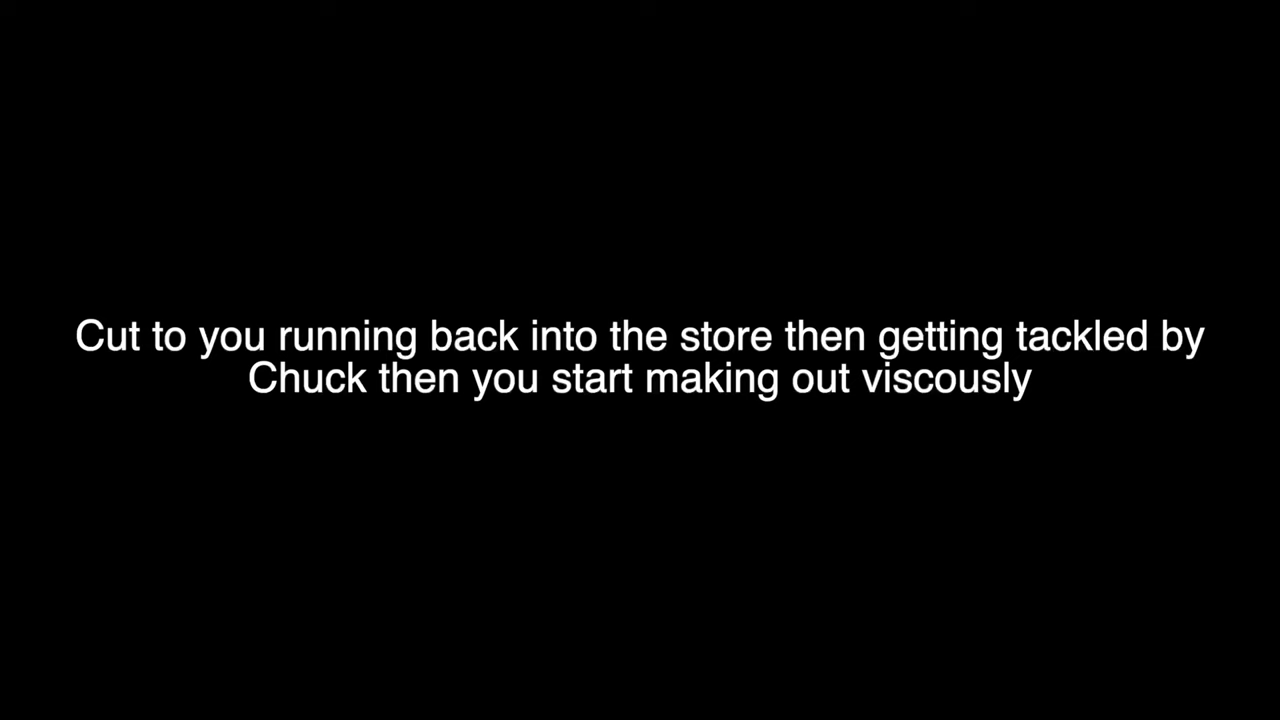 Cut to you running back into the store then getting tackled by
Chuck then you start making out viscously